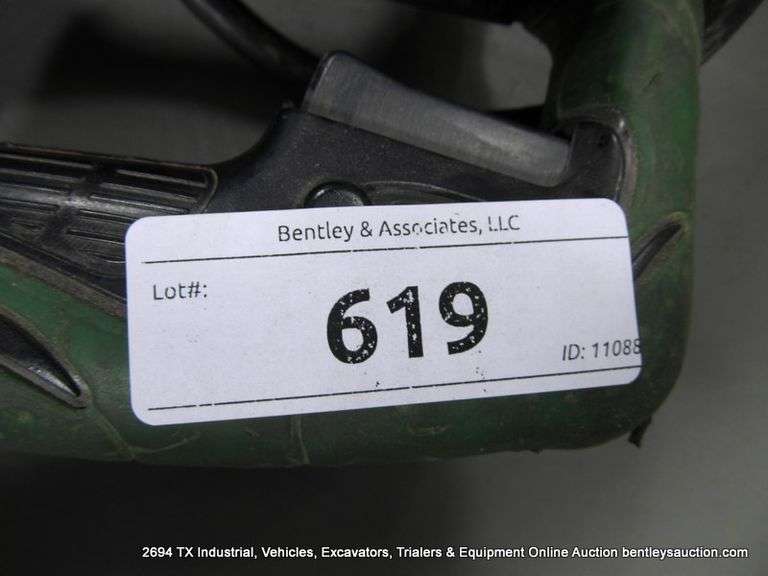 Bentley & Associates, LLC
Lot#:
619
ID: 11088
2694 TX Industrial, Vehicles, Excavators, Trialers & Equipment Online Auction bentleysauction.com